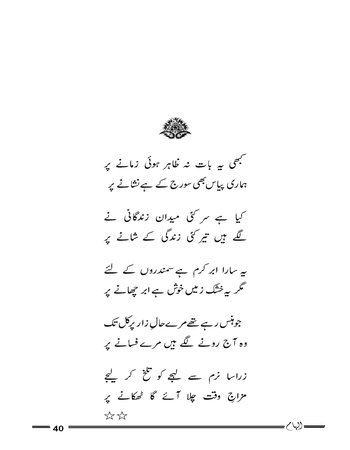 کبھی یہ بات نہ ظاہر ہوئی زمانے پر
ہماری پیاس بھی سورج کے ہے نشانے پر
کیا ہے سر کئی میدان زندگانی نے
لگے ہیں تیر کئی زندگی کے شانے پر
یہ سارا ابر کرم ہے سمندروں کے لئے
مگر یہ خشک زمیں خوش ہے ابر چھانے پر
جو ہنس رہے تھے مرے حالِ زار پر کل تک
وہ آج رونے لگے ہیں مرے فسانے پر
ذرا سا نرم سے لہجے کو تلخ کر لیجے
مزاجِ وقت چلا آئے گا ٹھکانے پر
☆☆
40